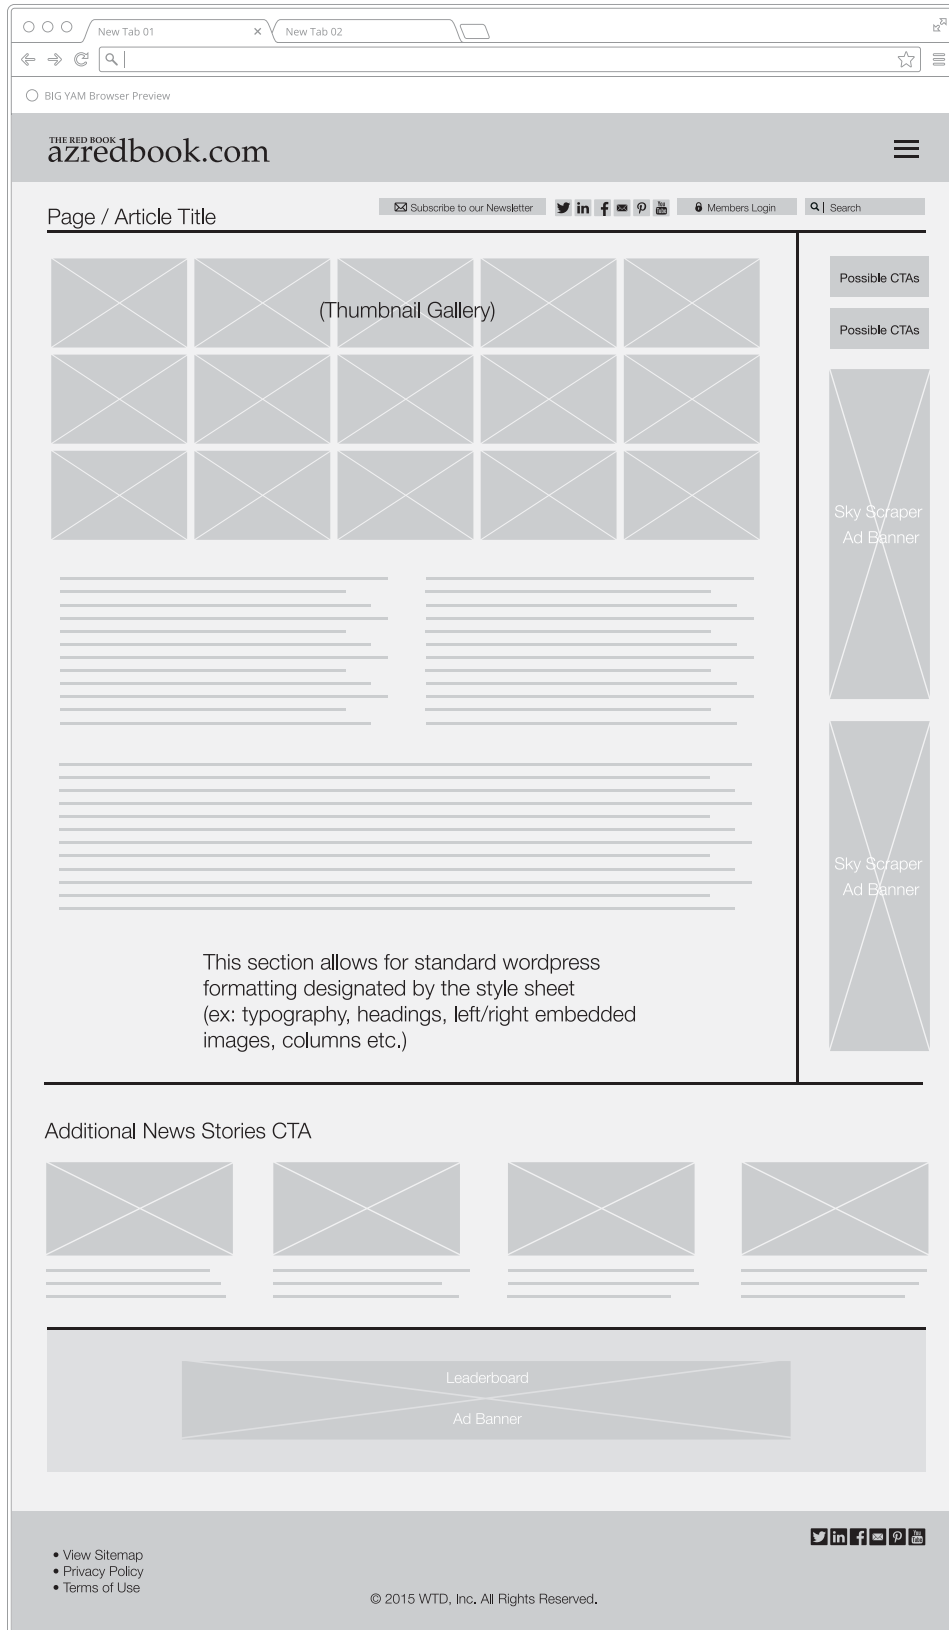 New Tab 01
New Tab 02
BIG YAM Browser Preview
THE RED BOOK
azredbook.com
Page / Article Title
Subscribe to our Newsletter
You
Tube
Members Login
Search
(Thumbnail Gallery)
Possible CTAs
Possible CTAs
Sky Scraper
Ad Banner
Sky Scraper
Ad Banner
This section allows for standard wordpress
formatting designated by the style sheet
(ex: typography, headings, left/right embedded
images, columns etc.)
Additional News Stories CTA
Leaderboard
Ad Banner
You
Tube
• View Sitemap
• Privacy Policy
• Terms of Use
© 2015 WTD, Inc. All Rights Reserved.